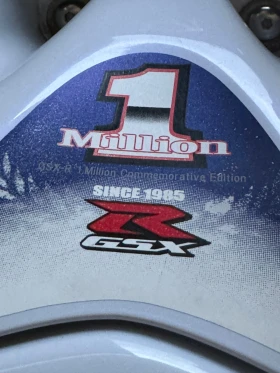 1
Million
GSX-R 1 Million Commemorative Edition
SINCE 1985
R
GSX